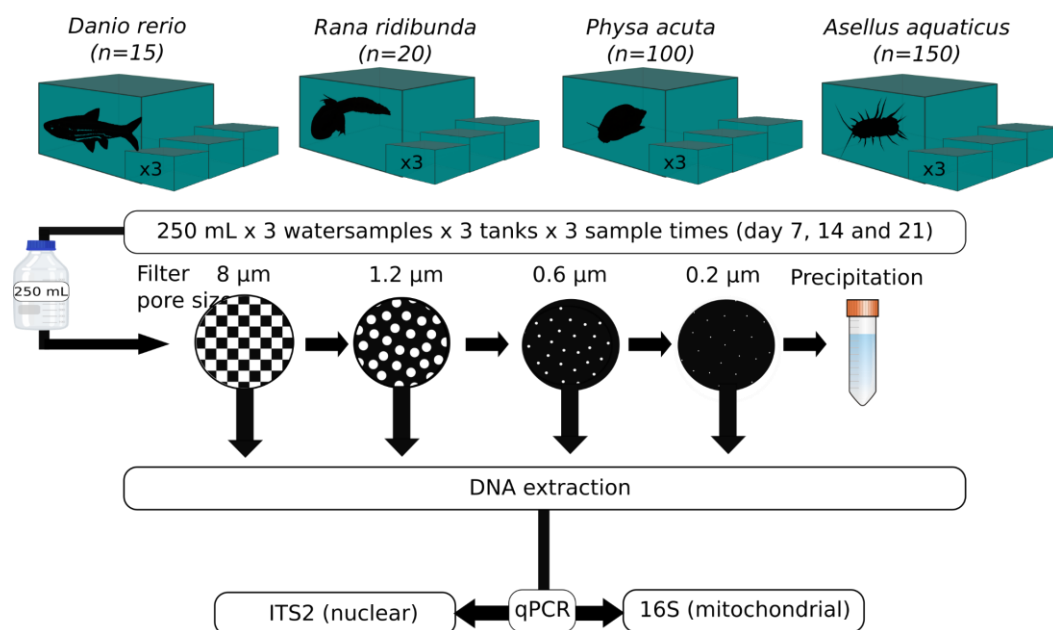 Danio rerio
(n=15)
Rana ridibunda
(n=20)
Physa acuta
(n=100)
Asellus aquaticus
(n=150)
x3
x3
x3
x3
250 mL x 3 watersamples x 3 tanks x 3 sample times (day 7, 14 and 21)
250 mL
Filter
pore size
8 μm
1.2 μm
0.6 μm
0.2 μm
Precipitation
DNA extraction
ITS2 (nuclear)
qPCR
16S (mitochondrial)